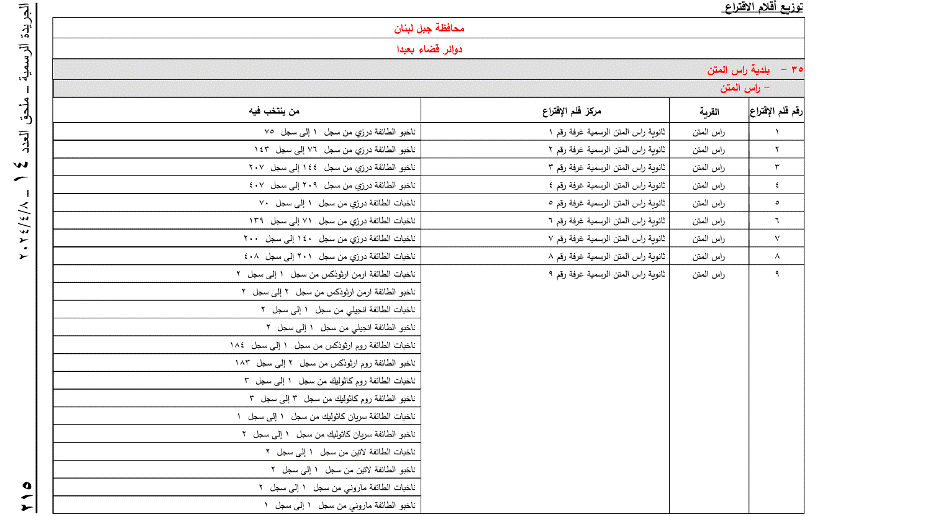 توزيع أقلام الاقتراع
محافظة جبل لبنان
دوائر قضاء بعبدا
٣٥ - بلدية راس المتن
- راس المتن
رقم قلم الإقتراع القرية مركز قلم الإقتراع من ينتخب فيه
١ راس المتن ثانوية راس المتن الرسمية غرفة رقم ١ ناخبو الطائفة درزي من سجل ١ إلى سجل ٧٥
٢ راس المتن ثانوية راس المتن الرسمية غرفة رقم ٢ ناخبو الطائفة درزي من سجل ٧٦ إلى سجل ١٤٣
٣ راس المتن ثانوية راس المتن الرسمية غرفة رقم ٣ ناخبو الطائفة درزي من سجل ١٤٤ إلى سجل ٢٠٧
٤ راس المتن ثانوية راس المتن الرسمية غرفة رقم ٤ ناخبو الطائفة درزي من سجل ٢٠٩ إلى سجل ٤٠٧
٥ راس المتن ثانوية راس المتن الرسمية غرفة رقم ٥ ناخبات الطائفة درزي من سجل ١ إلى سجل ٧٠
٦ راس المتن ثانوية راس المتن الرسمية غرفة رقم ٦ ناخبات الطائفة درزي من سجل ٧١ إلى سجل ١٣٩
٧ راس المتن ثانوية راس المتن الرسمية غرفة رقم ٧ ناخبات الطائفة درزي من سجل ١٤٠ إلى سجل ٢٠٠
٨ راس المتن ثانوية راس المتن الرسمية غرفة رقم ٨ ناخبات الطائفة درزي من سجل ٢٠١ إلى سجل ٤٠٨
٩ راس المتن ثانوية راس المتن الرسمية غرفة رقم ٩ ناخبات الطائفة ارمن ارثوذكس من سجل ١ إلى سجل ٢
ناخبو الطائفة ارمن ارثوذكس من سجل ٢ إلى سجل ٢
ناخبات الطائفة انجيلي من سجل ١ إلى سجل ٢
ناخبو الطائفة انجيلي من سجل ١ إلى سجل ٢
ناخبات الطائفة روم ارثوذكس من سجل ١ إلى سجل ١٨٤
ناخبو الطائفة روم ارثوذكس من سجل ٢ إلى سجل ١٨٣
ناخبات الطائفة روم كاثوليك من سجل ١ إلى سجل ٣
ناخبو الطائفة روم كاثوليك من سجل ٣ إلى سجل ٣
ناخبات الطائفة سريان كاثوليك من سجل ١ إلى سجل ١
ناخبو الطائفة سريان كاثوليك من سجل ١ إلى سجل ٢
ناخبات الطائفة لاتين من سجل ١ إلى سجل ٢
ناخبو الطائفة لاتين من سجل ١ إلى سجل ٢
ناخبات الطائفة ماروني من سجل ١ إلى سجل ٢
ناخبو الطائفة ماروني من سجل ١ إلى سجل ١
الجريدة الرسمية – ملحق العدد ١٤ – ٢٠٢٤/٤/٨
٢١٥